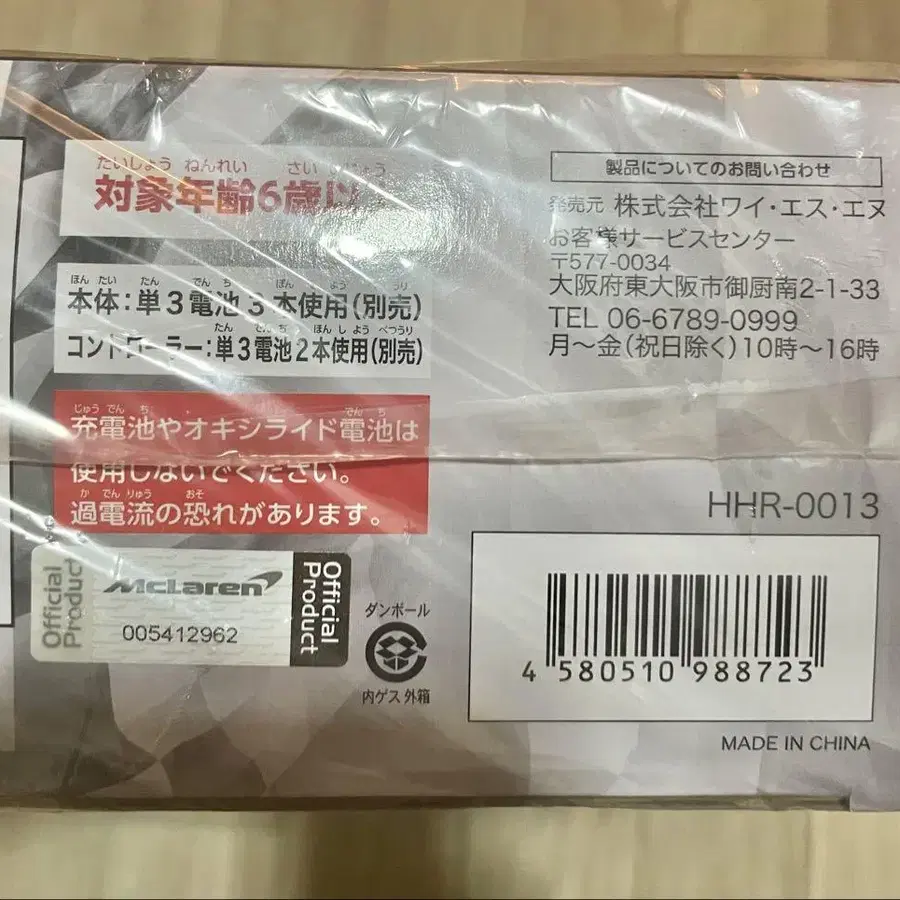 たいしょう ねんれい さい じょう
対象年齢6歳以
ほん たい たん でん ち ぼん し よう べつ うり
本体:単3電池3本使用(別売)
たん でん ち ほん し よう べつうり
コントローラー:単3電池2本使用(別売)
じゅう でん ち でん ち
充電池やオキシライド電池は
使用しないでください。
か でん りゅう おそ
過電流の恐れがあります。
Official Product
McLaren
005412962
Official Product
ダンボール
内ゲス 外箱
製品についてのお問い合わせ
発売元 株式会社ワイ・エス・エヌ
お客様サービスセンター
〒577-0034
大阪府東大阪市御厨南2-1-33
TEL 06-6789-0999
月〜金(祝日除く)10時〜16時
HHR-0013
4 580510 988723
MADE IN CHINA